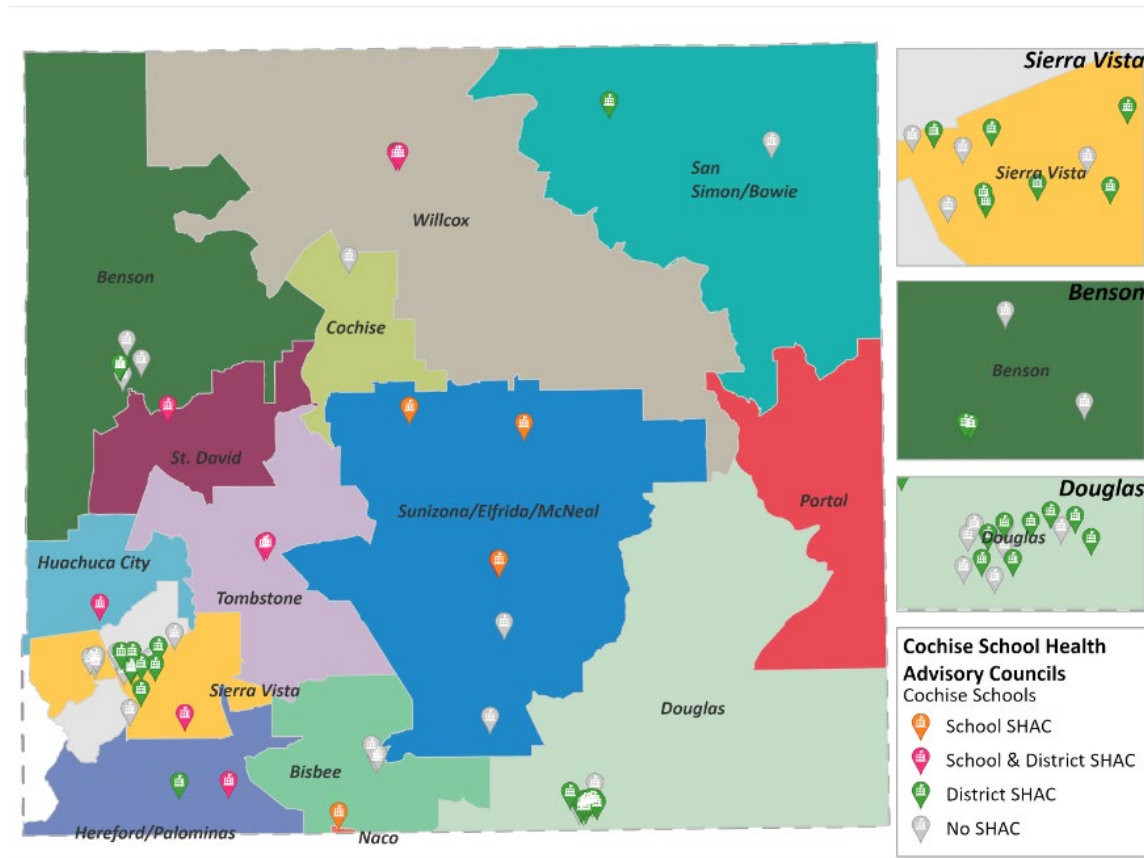 Sierra Vista
San
Simon/Bowie
Sierra Vista
Willcox
Benson
Benson
Cochise
Benson
St. David
Douglas
Portal
Sunizona/Elfrida/McNeal
Douglas
Huachuca City
Tombstone
Cochise School Health
Advisory Councils
Cochise Schools
Sierra Vista
Douglas
School SHAC
School & District SHAC
Bisbee
District SHAC
Hereford/Palominas
Naco
No SHAC